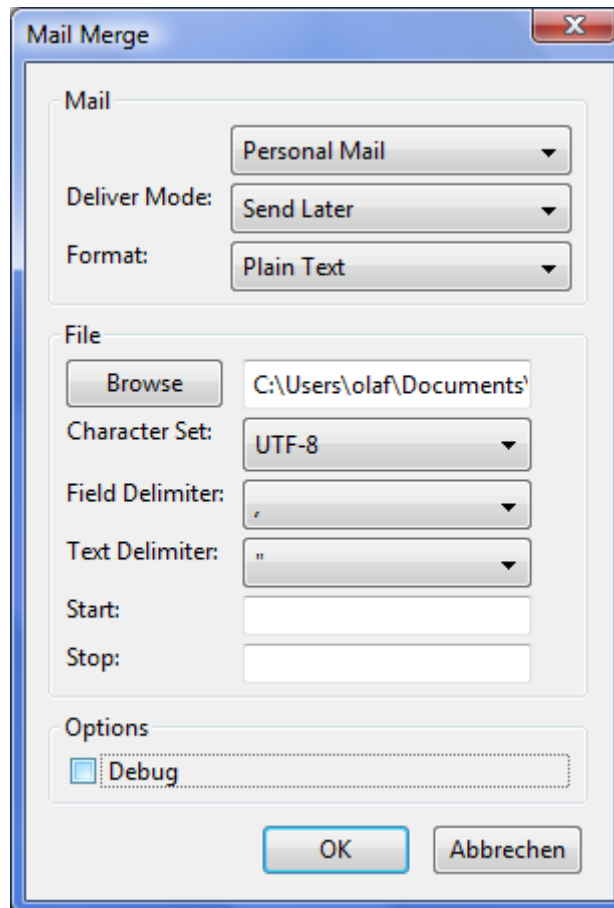 Mail Merge
Mail
Personal Mail
Deliver Mode: Send Later
Format: Plain Text
File
Browse C:\Users\olaf\Documents\
Character Set: UTF-8
Field Delimiter: ,
Text Delimiter: "
Start:
Stop:
Options
Debug
OK Abbrechen